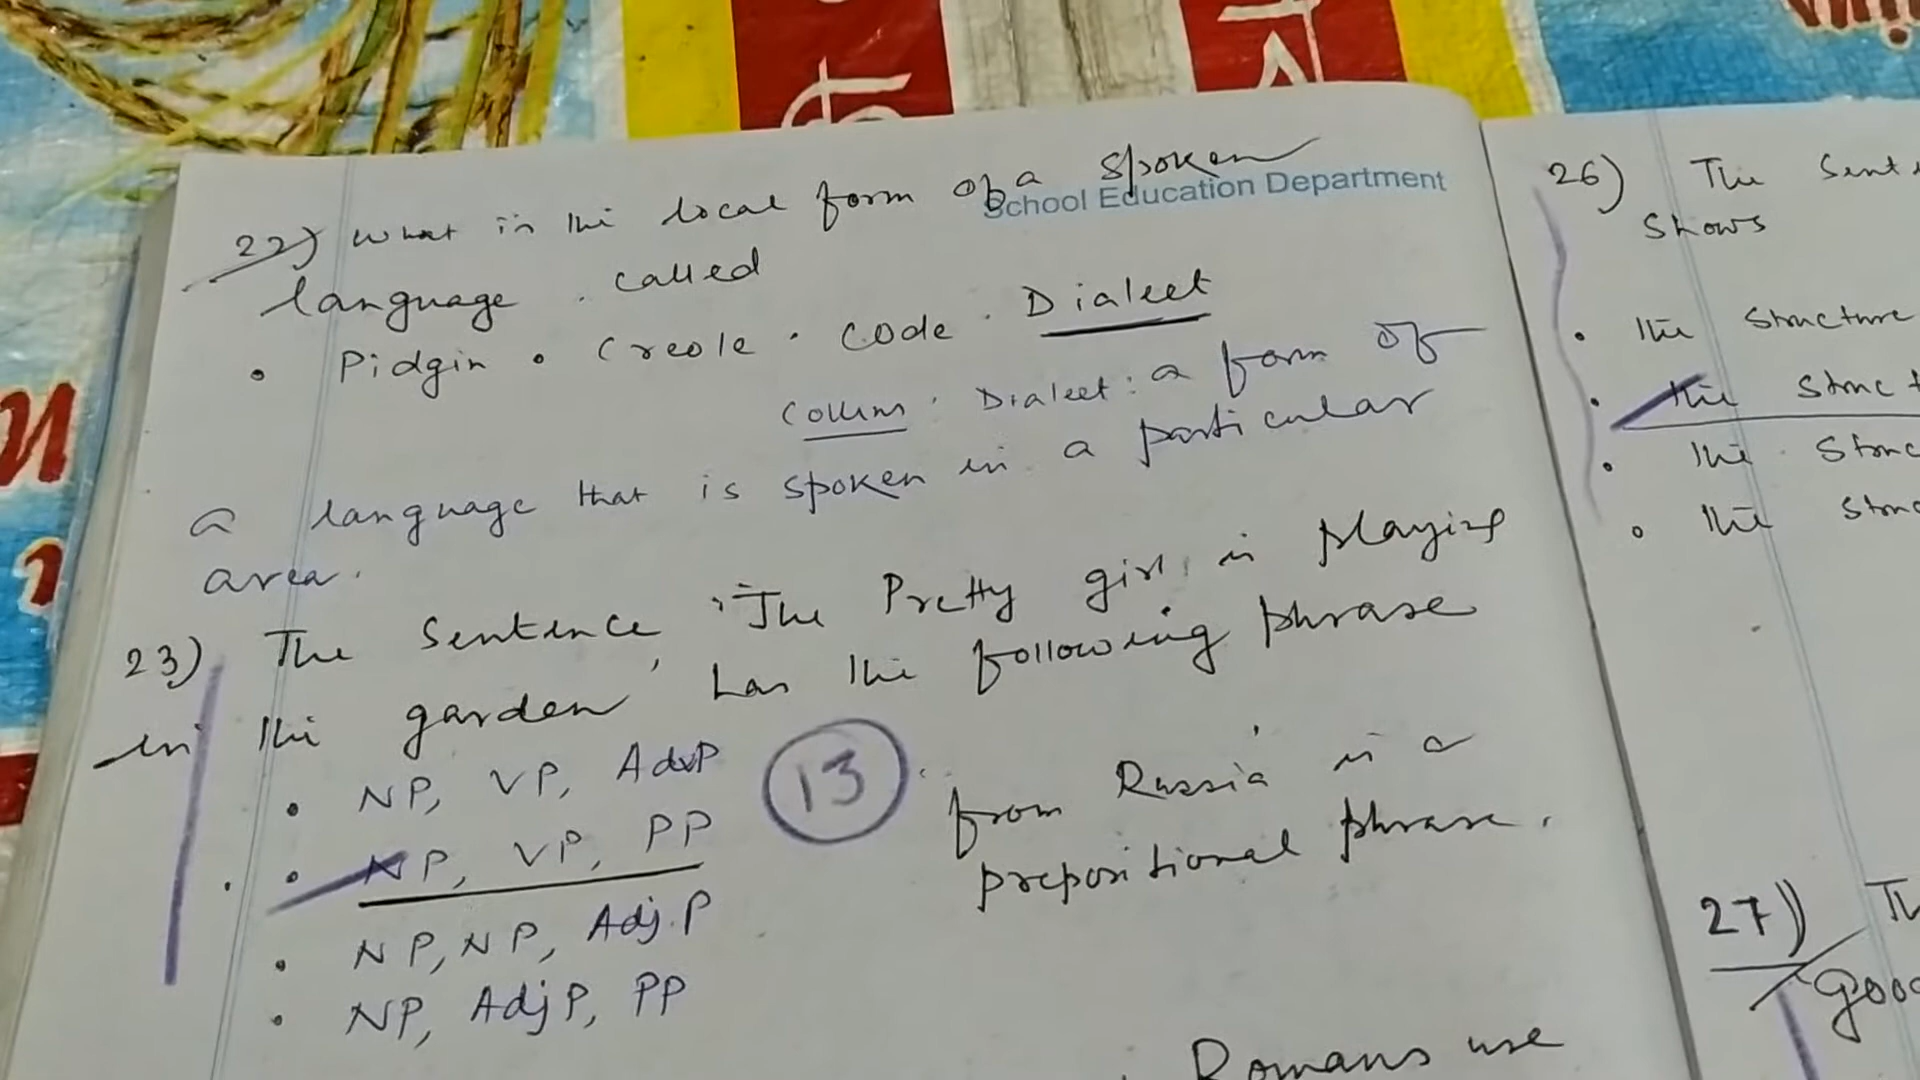 22) What is the local form of a spoken
School Education Department
language. called
• Pidgin • Creole • Code • Dialect
Collins. Dialect: a form of
a language that is spoken in a particular
area.
23) The Sentence, "The Pretty girl is playing
in the garden, has the following phrase
• NP, VP, AdvP
• NP, VP, PP
• NP, NP, Adj.P
• NP, AdjP, PP
13
from Russia is a
prepositional phrase.
Romans use
26) The Sent
Shows
• the Structure
• the Struct
• the Struc
• the Struc
27) Th
Good